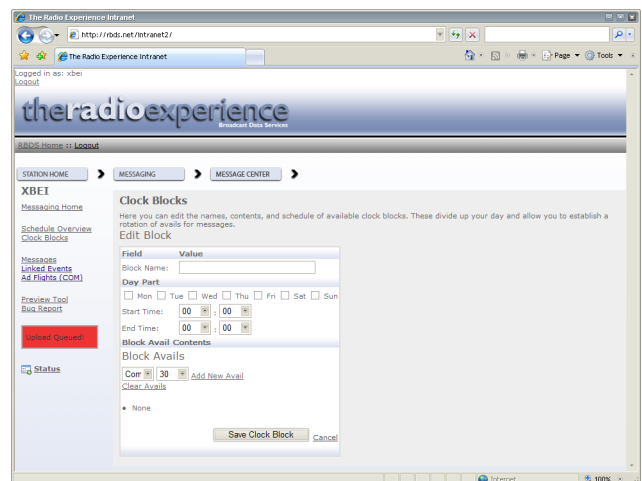 The Radio Experience Intranet
http://rbds.net/intranet2/
The Radio Experience Intranet
Page
Tools
Logged in as: xbei
Logout
theradioexperience
Broadcast Data Services
RBDS Home :: Logout
STATION HOME
MESSAGING
MESSAGE CENTER
XBEI
Messaging Home
Schedule Overview
Clock Blocks
Messages
Linked Events
Ad Flights (COM)
Preview Tool
Bug Report
Upload Queued!
Status
Clock Blocks
Here you can edit the names, contents, and schedule of available clock blocks. These divide up your day and allow you to establish a
rotation of avails for messages.
Edit Block
Field Value
Block Name:
Day Part
Mon Tue Wed Thu Fri Sat Sun
Start Time: 00 : 00
End Time: 00 : 00
Block Avail Contents
Block Avails
Com 30 Add New Avail
Clear Avails
• None
Save Clock Block Cancel
Internet 100%